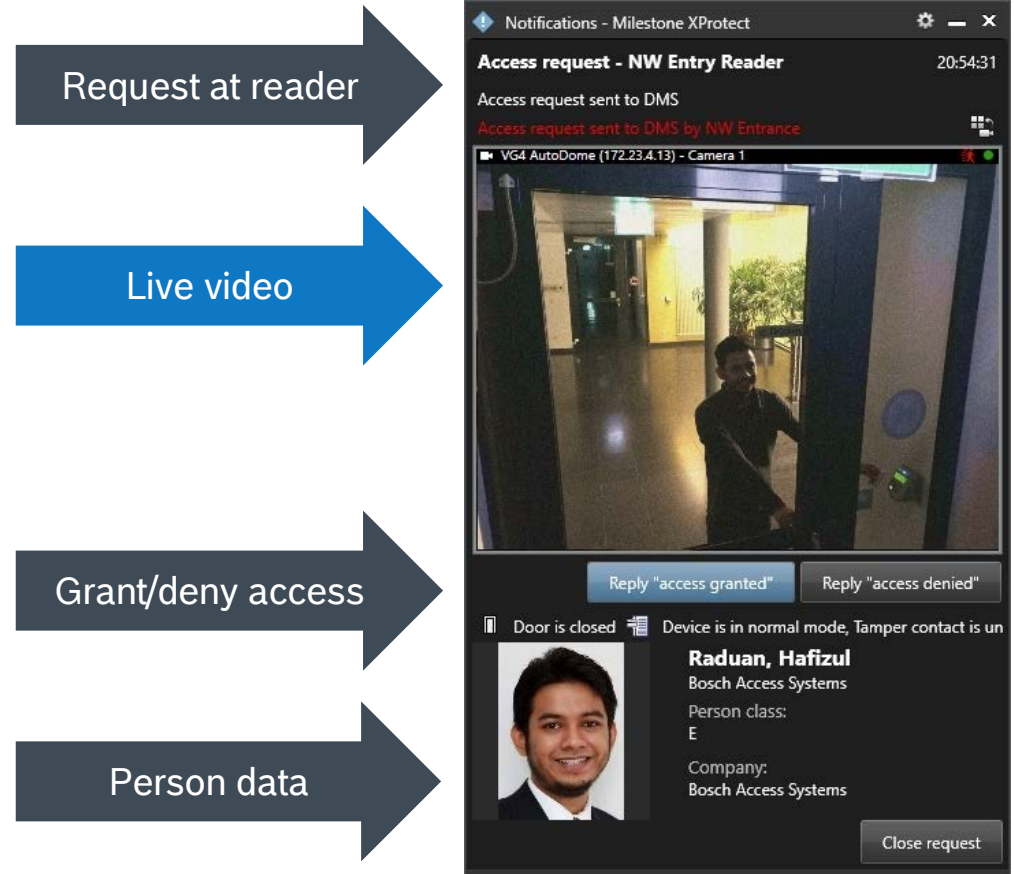 Request at reader
Live video
Grant/deny access
Person data
Notifications - Milestone XProtect
Access request - NW Entry Reader 20:54:31
Access request sent to DMS
Access request sent to DMS by NW Entrance
VG4 AutoDome (172.23.4.13) - Camera 1
Reply "access granted" Reply "access denied"
Door is closed Device is in normal mode, Tamper contact is un
Raduan, Hafizul
Bosch Access Systems
Person class:
E
Company:
Bosch Access Systems
Close request